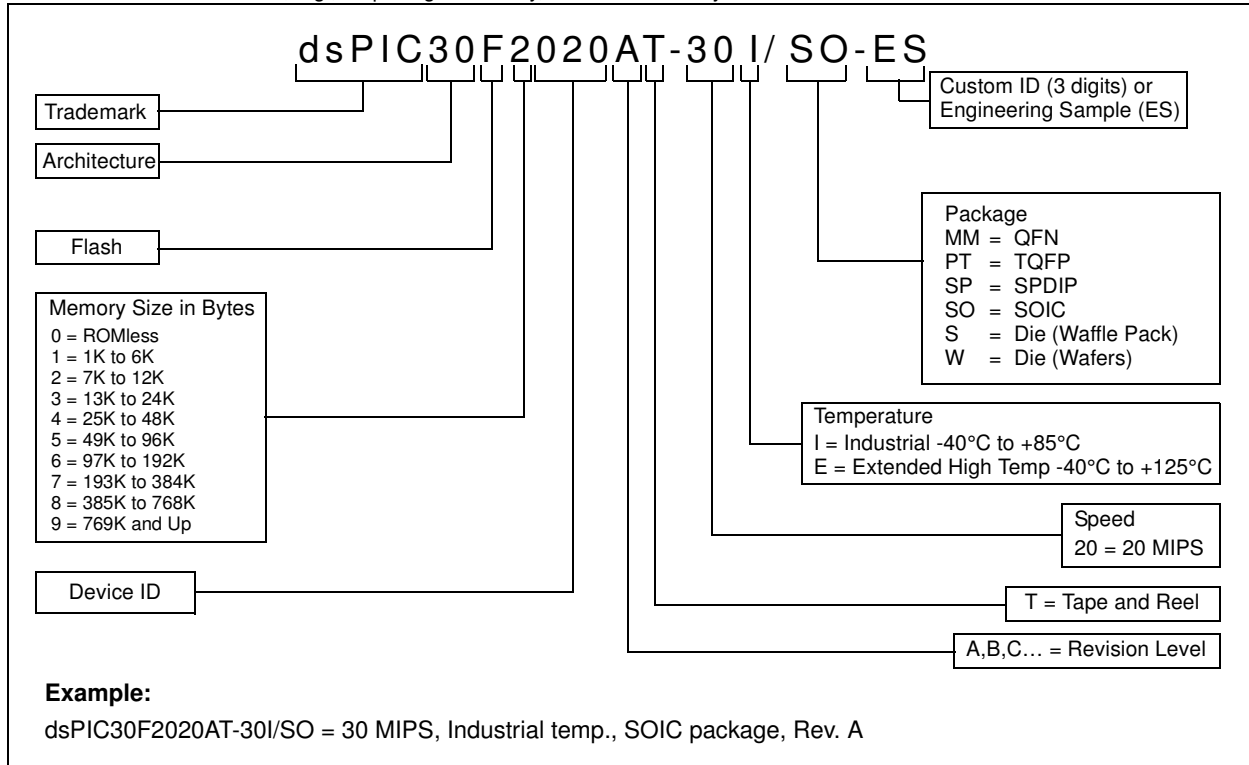 dsPIC30F2020AT-30I/SO-ES
Trademark
Architecture
Flash
Memory Size in Bytes
0 = ROMless
1 = 1K to 6K
2 = 7K to 12K
3 = 13K to 24K
4 = 25K to 48K
5 = 49K to 96K
6 = 97K to 192K
7 = 193K to 384K
8 = 385K to 768K
9 = 769K and Up
Device ID
Custom ID (3 digits) or
Engineering Sample (ES)
Package
MM = QFN
PT = TQFP
SP = SPDIP
SO = SOIC
S = Die (Waffle Pack)
W = Die (Wafers)
Temperature
I = Industrial -40°C to +85°C
E = Extended High Temp -40°C to +125°C
Speed
20 = 20 MIPS
T = Tape and Reel
A,B,C… = Revision Level
Example:
dsPIC30F2020AT-30I/SO = 30 MIPS, Industrial temp., SOIC package, Rev. A